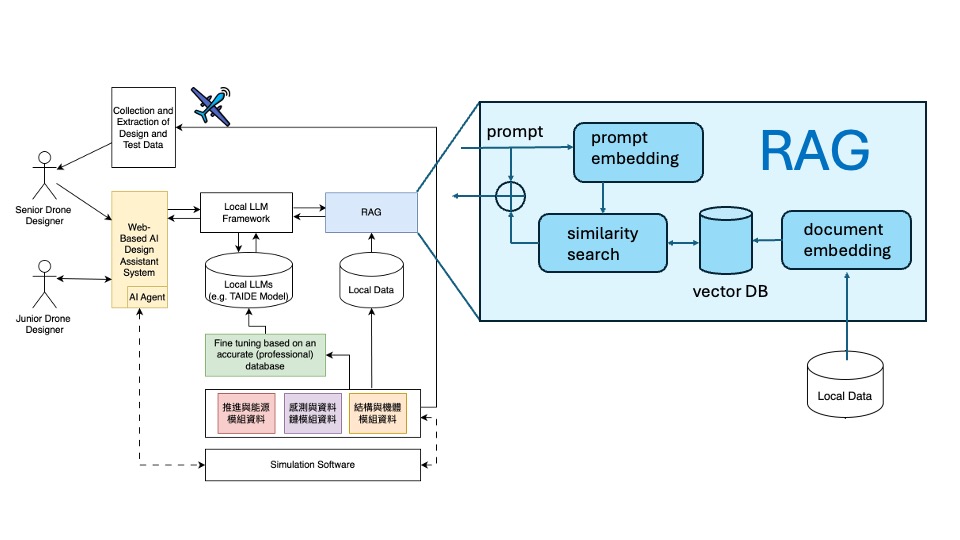 Collection and
Extraction of
Design and
Test Data
Senior Drone
Designer
Junior Drone
Designer
Web-
Based AI
Design
Assistant
System
AI Agent
Local LLM
Framework
RAG
Local LLMs
(e.g. TAIDE Model)
Local Data
Fine tuning based on an
accurate (professional)
database
推進與能源
模組資料
感測與資料
鏈模組資料
結構與機體
模組資料
Simulation Software
prompt
prompt
embedding
RAG
similarity
search
vector DB
document
embedding
Local Data